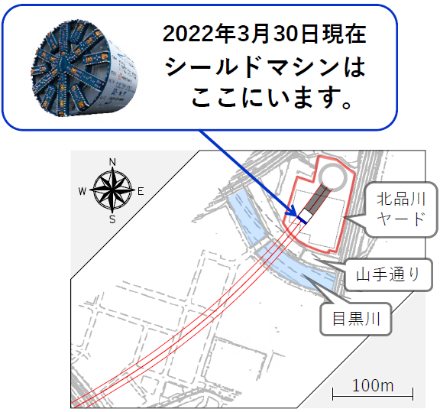 2022年3月30日現在
シールドマシンは
ここにいます。
N
W
E
S
北品川
ヤード
山手通り
目黒川
100m